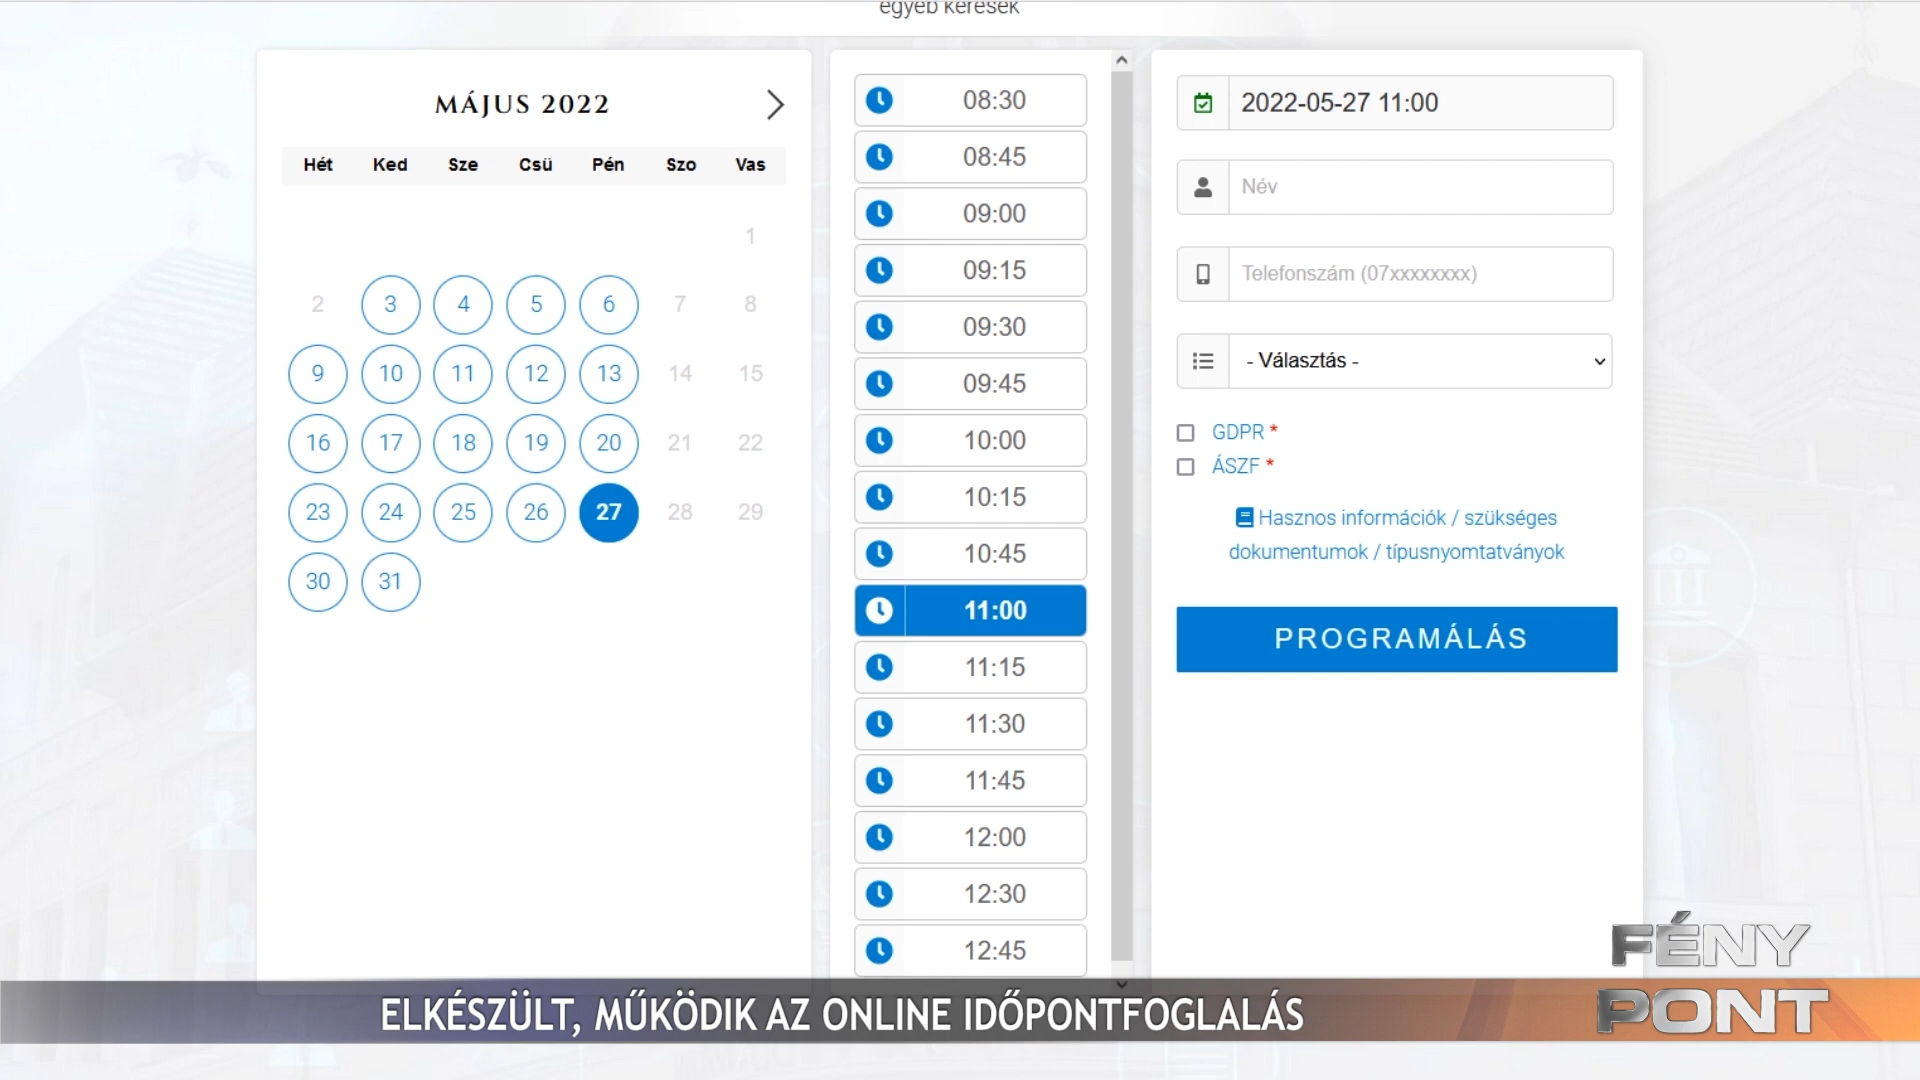 egyéb kérések
MÁJUS 2022
Hét Ked Sze Csü Pén Szo Vas
1
2 3 4 5 6 7 8
9 10 11 12 13 14 15
16 17 18 19 20 21 22
23 24 25 26 27 28 29
30 31
08:30
08:45
09:00
09:15
09:30
09:45
10:00
10:15
10:45
11:00
11:15
11:30
11:45
12:00
12:30
12:45
2022-05-27 11:00
Név
Telefonszám (07xxxxxxxx)
- Választás -
GDPR *
ÁSZF *
Hasznos információk / szükséges
dokumentumok / típusnyomtatványok
PROGRAMÁLÁS
FÉNY
PONT
ELKÉSZÜLT, MŰKÖDIK AZ ONLINE IDŐPONTFOGLALÁS